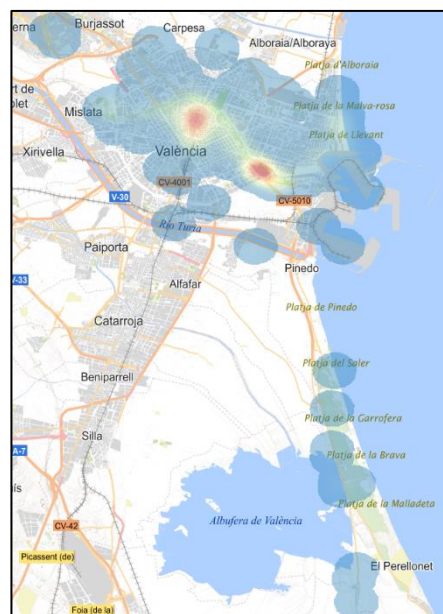 Burjassot
Carpesa
Alboraia/Alboraya
Platja d'Alboraia
Platja de la Malva-rosa
Mislata
Platja de Llevant
València
Xirivella
CV-4001
V-30
CV-5010
Río Turia
Paiporta
Pinedo
Alfafar
V-33
Platja de Pinedo
Catarroja
Platja del Saler
Beniparrell
Platja de la Garrofera
Silla
A-7
Platja de la Brava
Platja de la Malladeta
Albufera de València
CV-42
Picassent (de)
El Perellonet
Foia (de la)